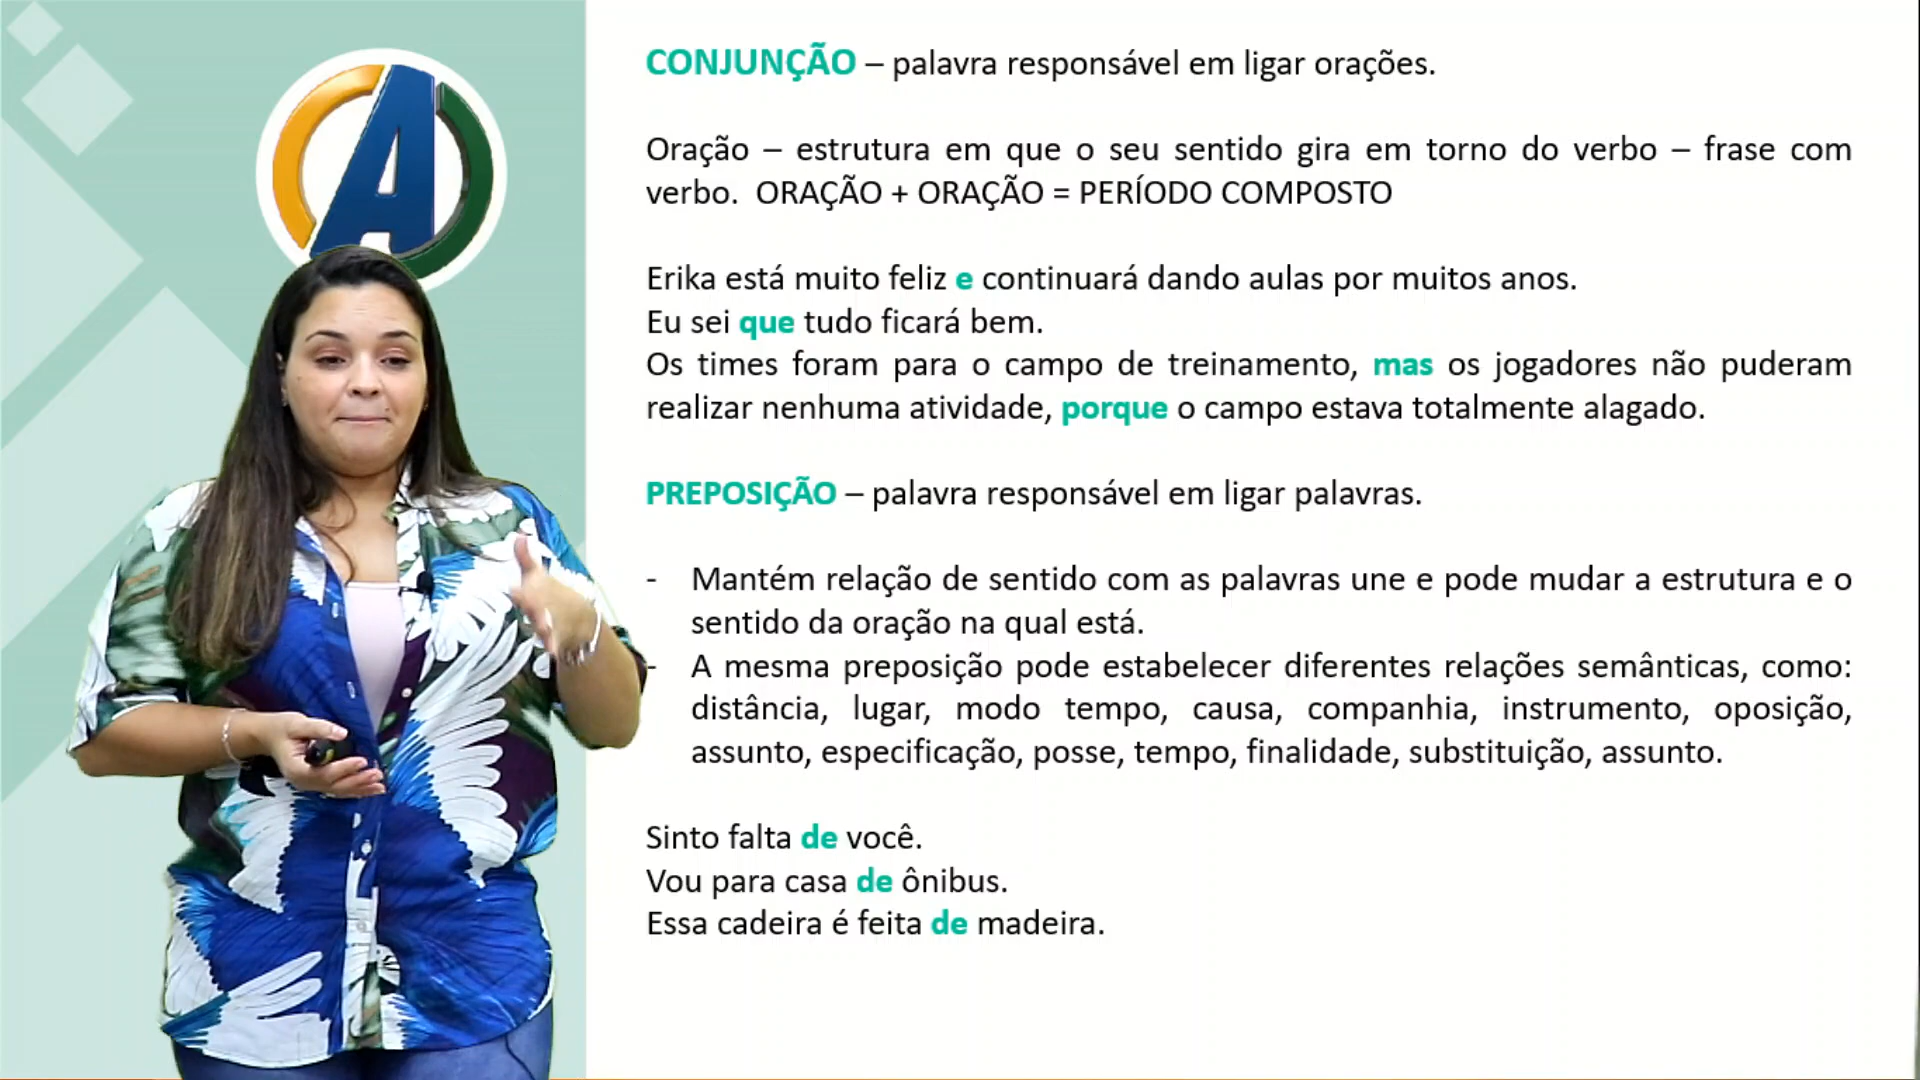 A
CONJUNÇÃO – palavra responsável em ligar orações.
Oração – estrutura em que o seu sentido gira em torno do verbo – frase com
verbo. ORAÇÃO + ORAÇÃO = PERÍODO COMPOSTO
Erika está muito feliz e continuará dando aulas por muitos anos.
Eu sei que tudo ficará bem.
Os times foram para o campo de treinamento, mas os jogadores não puderam
realizar nenhuma atividade, porque o campo estava totalmente alagado.
PREPOSIÇÃO – palavra responsável em ligar palavras.
- Mantém relação de sentido com as palavras une e pode mudar a estrutura e o
sentido da oração na qual está.
- A mesma preposição pode estabelecer diferentes relações semânticas, como:
distância, lugar, modo tempo, causa, companhia, instrumento, oposição,
assunto, especificação, posse, tempo, finalidade, substituição, assunto.
Sinto falta de você.
Vou para casa de ônibus.
Essa cadeira é feita de madeira.